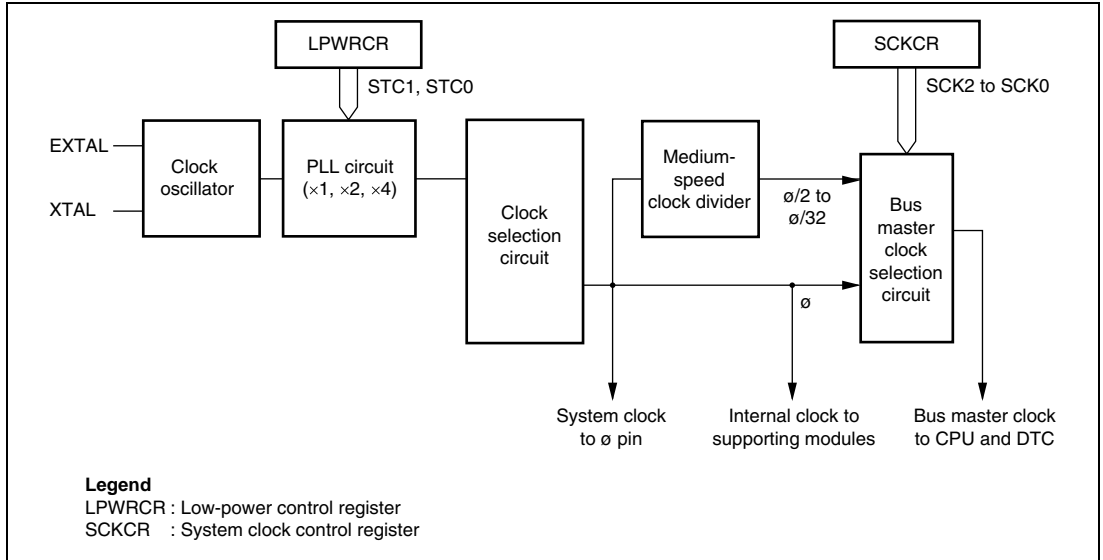 LPWRCR
SCKCR
STC1, STC0
SCK2 to SCK0
EXTAL
XTAL
Clock
oscillator
PLL circuit
(×1, ×2, ×4)
Clock
selection
circuit
Medium-
speed
clock divider
ø/2 to
ø/32
Bus
master
clock
selection
circuit
ø
System clock
to ø pin
Internal clock to
supporting modules
Bus master clock
to CPU and DTC
Legend
LPWRCR : Low-power control register
SCKCR : System clock control register